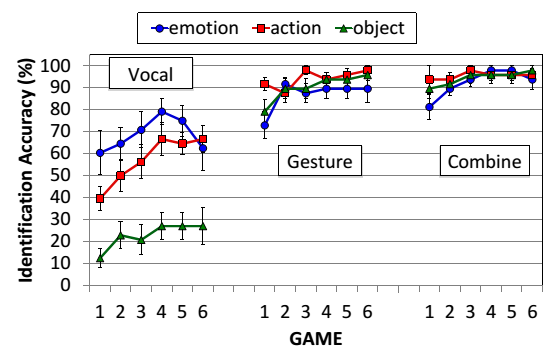 emotion action object
Identification Accuracy (%)
100
90
80
70
60
50
40
30
20
10
0
Vocal
Gesture
Combine
1 2 3 4 5 6 1 2 3 4 5 6 1 2 3 4 5 6
GAME